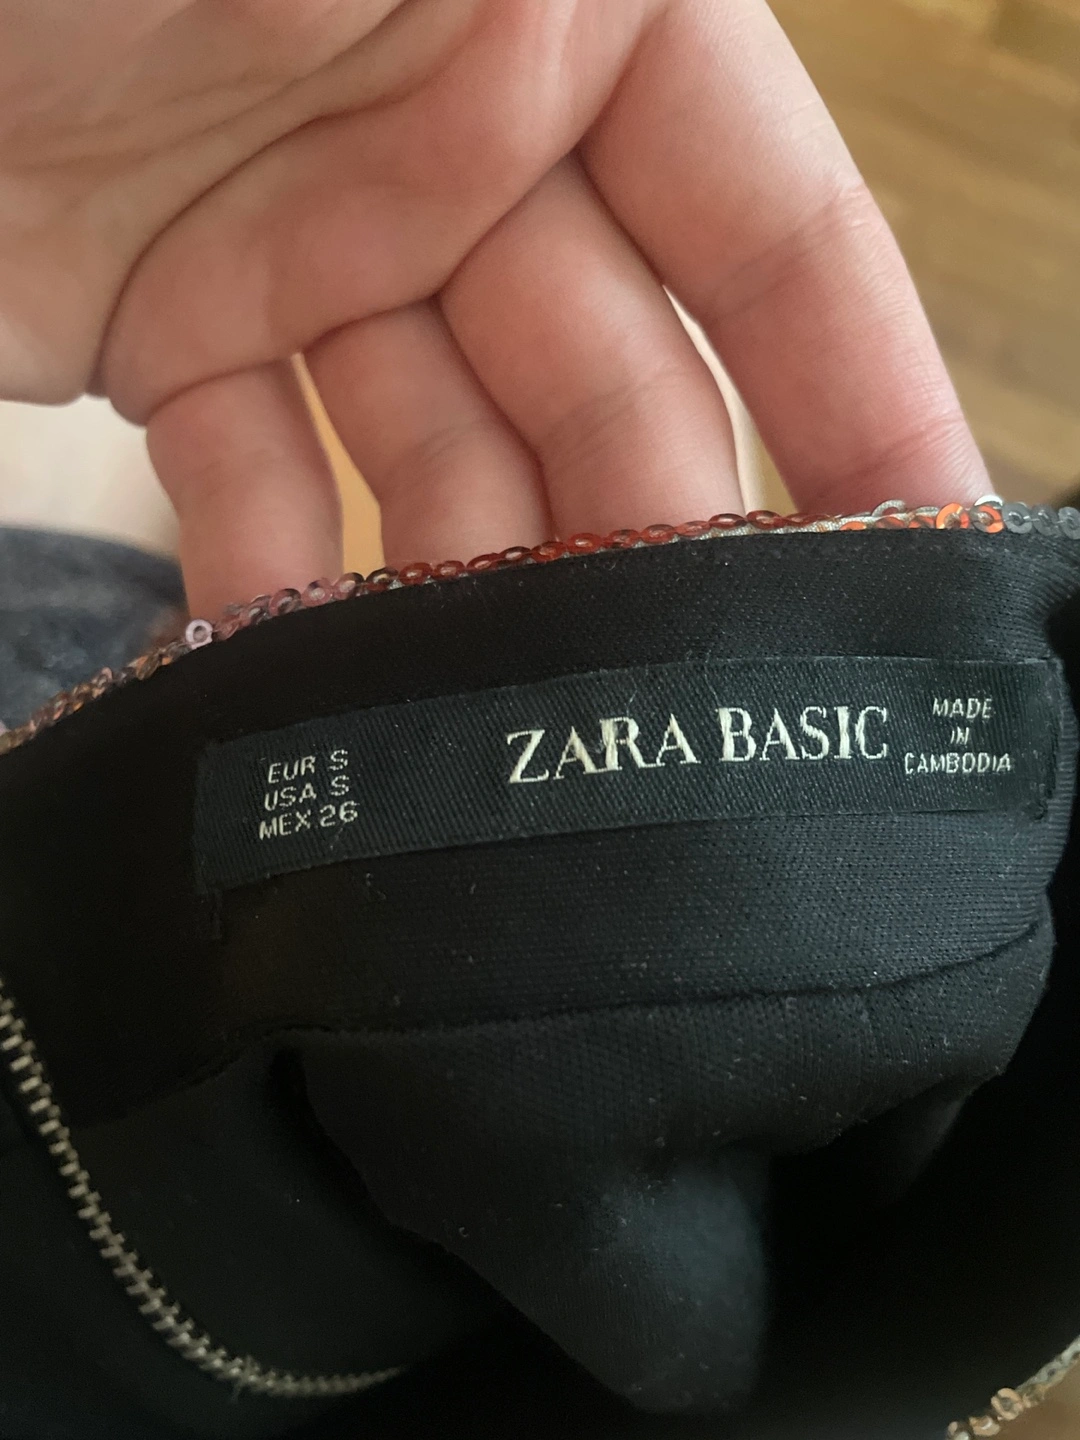 EUR S
USA S
MEX 26
ZARA BASIC
MADE
IN
CAMBODIA